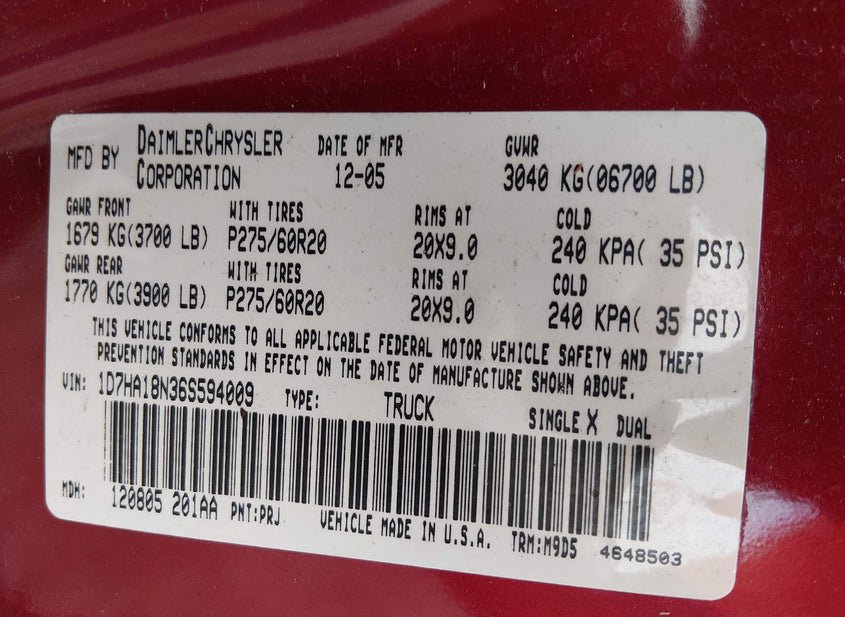 MFD BY DAIMLERCHRYSLER CORPORATION DATE OF MFR 12-05 GVWR 3040 KG(06700 LB)
GAWR FRONT WITH TIRES RIMS AT COLD
1679 KG(3700 LB) P275/60R20 20X9.0 240 KPA( 35 PSI)
GAWR REAR WITH TIRES RIMS AT COLD
1770 KG(3900 LB) P275/60R20 20X9.0 240 KPA( 35 PSI)
THIS VEHICLE CONFORMS TO ALL APPLICABLE FEDERAL MOTOR VEHICLE SAFETY AND THEFT
PREVENTION STANDARDS IN EFFECT ON THE DATE OF MANUFACTURE SHOWN ABOVE.
VIN: 1D7HA18N36S594009 TYPE: TRUCK SINGLE X DUAL
MDH: 120805 201AA PNT:PRJ VEHICLE MADE IN U.S.A. TRM:M9D5 4648503